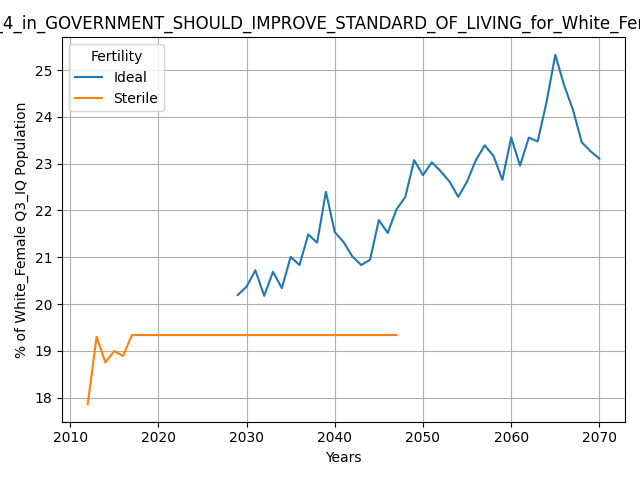 _4_in_GOVERNMENT_SHOULD_IMPROVE_STANDARD_OF_LIVING_for_White_Fem
Fertility
Ideal
Sterile
% of White_Female Q3_IQ Population
25
24
23
22
21
20
19
18
2010
2020
2030
2040
2050
2060
2070
Years